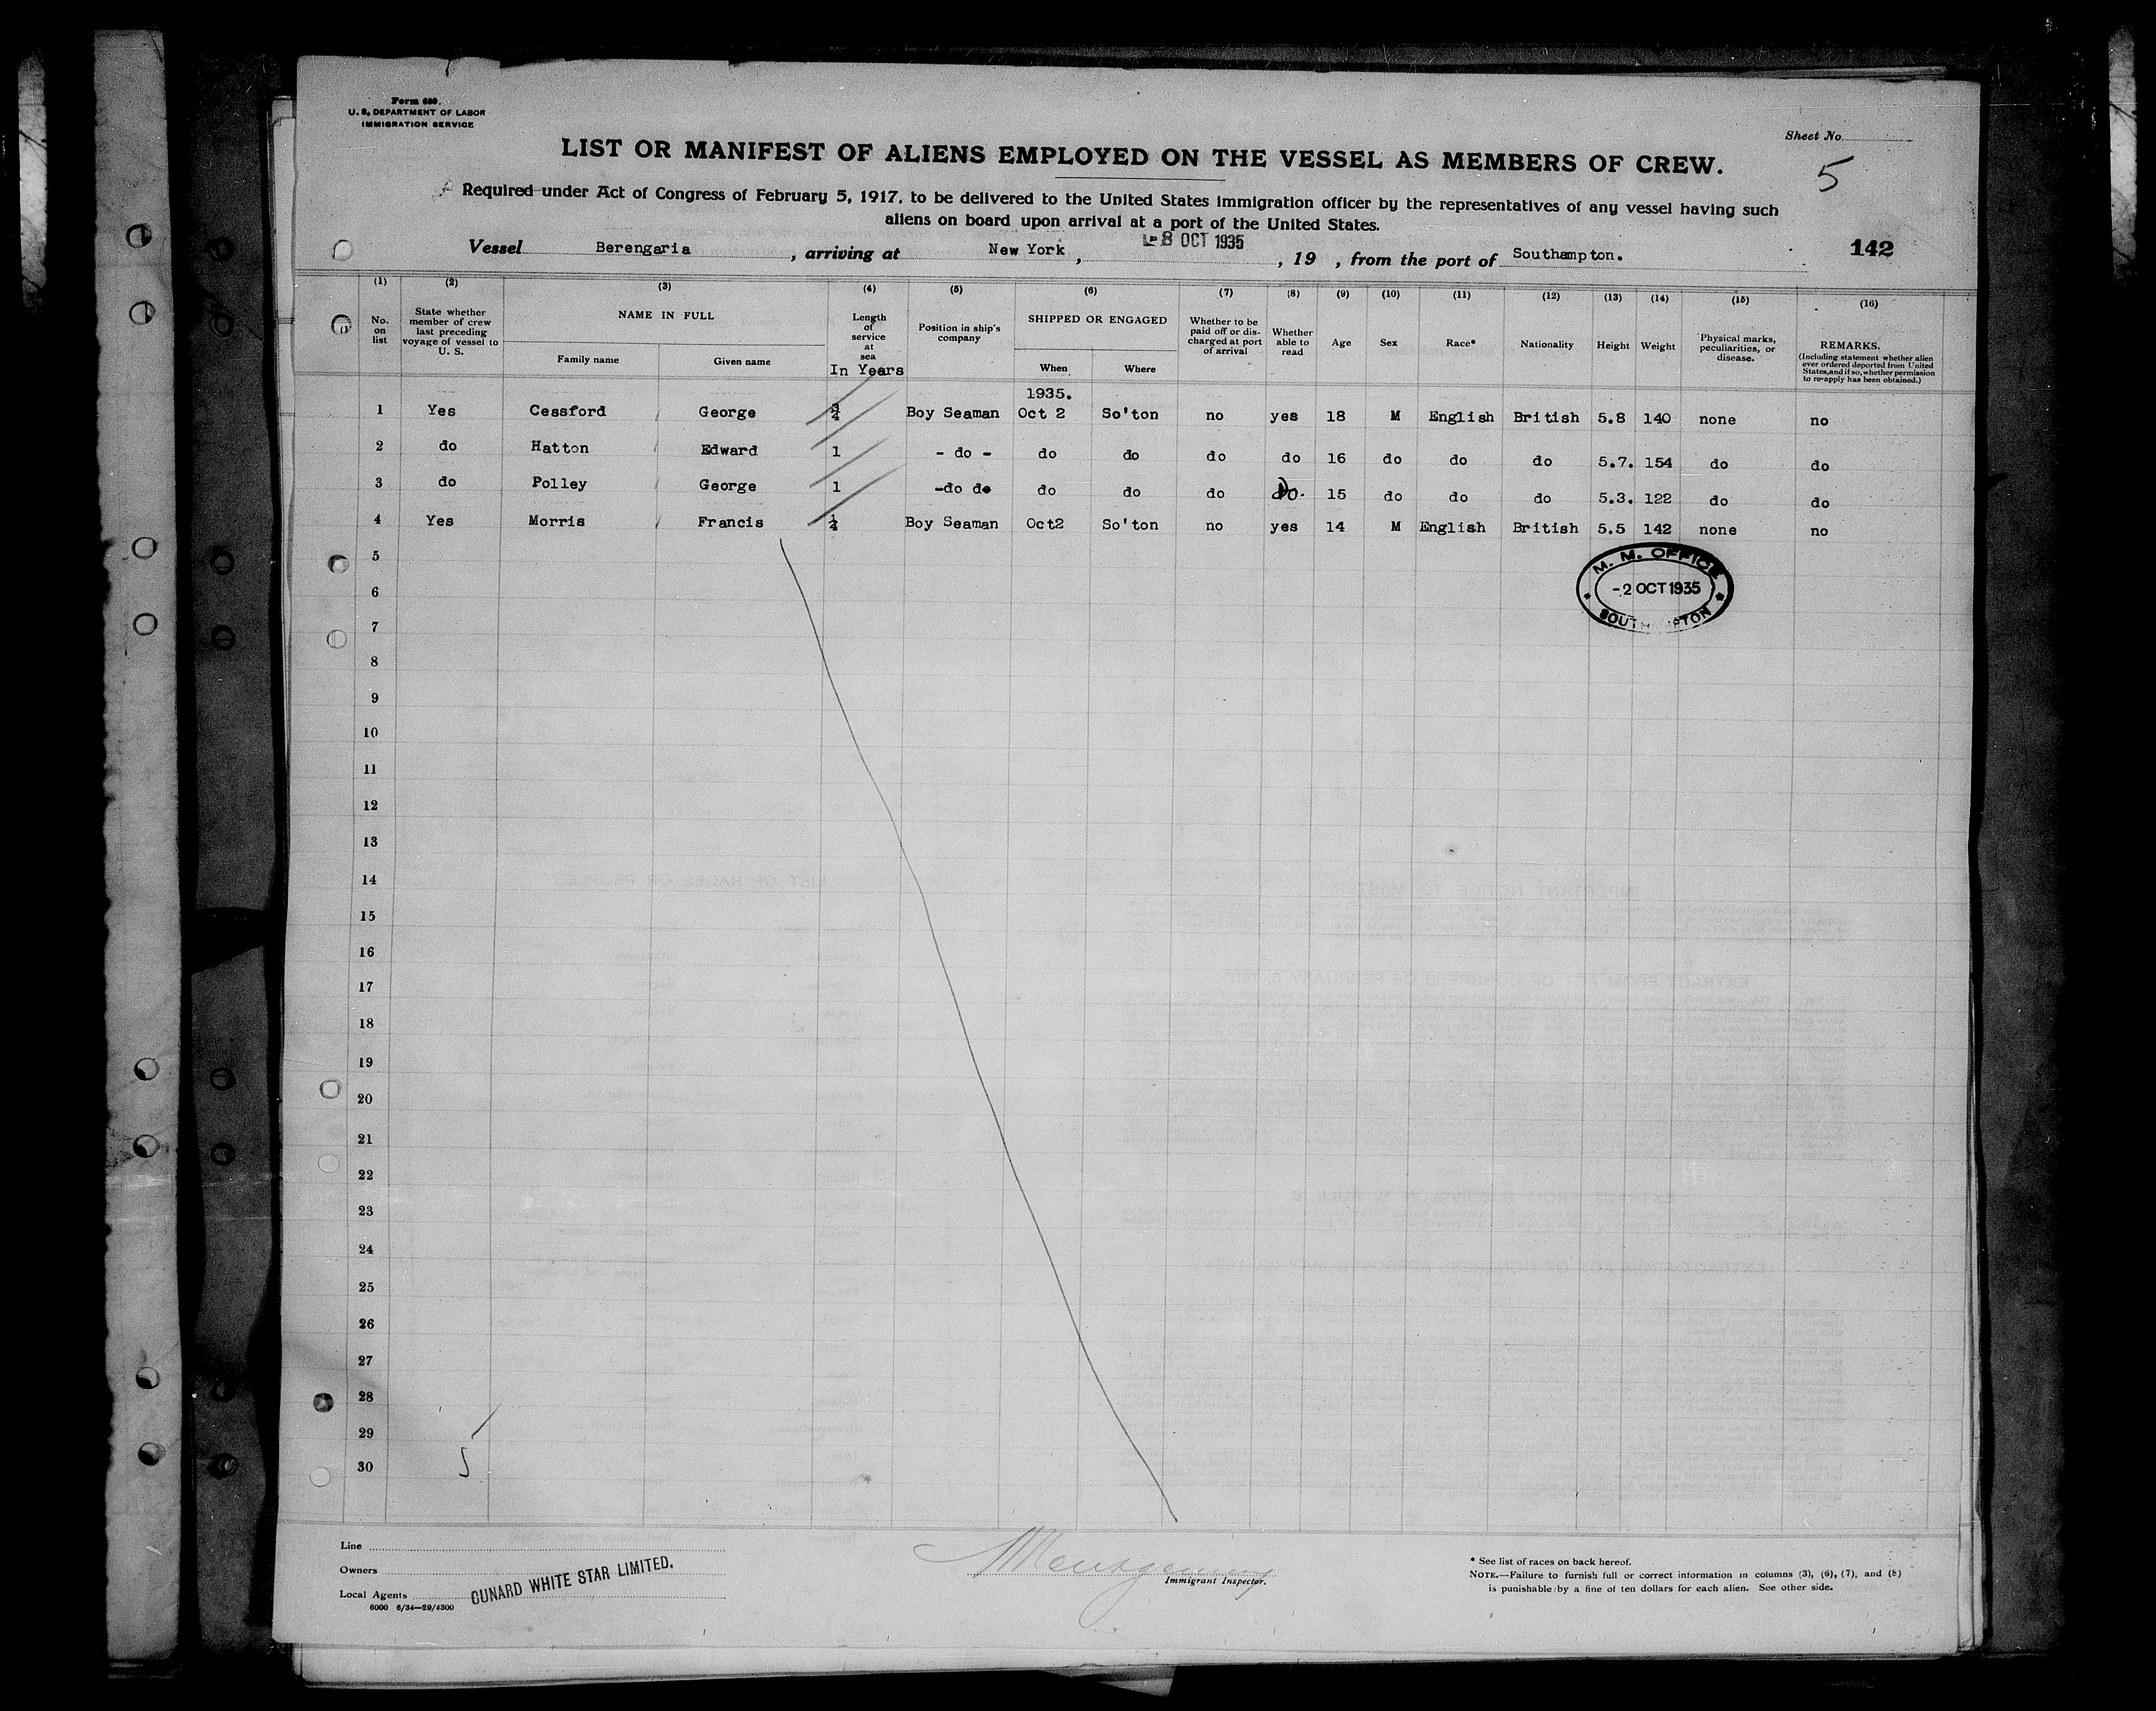 Form 680.
U. S. DEPARTMENT OF LABOR
IMMIGRATION SERVICE
Sheet No.
LIST OR MANIFEST OF ALIENS EMPLOYED ON THE VESSEL AS MEMBERS OF CREW.
5
Required under Act of Congress of February 5, 1917, to be delivered to the United States immigration officer by the representatives of any vessel having such
aliens on board upon arrival at a port of the United States.
Vessel Berengaria, arriving at New York, 8 OCT 1935, 19 , from the port of Southampton.
142
(1) (2) (3) (4) (5) (6) (7) (8) (9) (10) (11) (12) (13) (14) (15) (16)
No. on list
State whether member of crew last preceding voyage of vessel to U. S.
NAME IN FULL
Family name Given name
Length of service at sea
In Years
Position in ship's company
SHIPPED OR ENGAGED
When Where
Whether to be paid off or discharged at port of arrival
Whether able to read
Age Sex Race* Nationality Height Weight
Physical marks, peculiarities, or disease.
REMARKS.
(Including statement whether alien ever ordered deported from United States, and if so, whether permission to re-apply has been obtained.)
1935.
1 Yes Cessford George 3/4 Boy Seaman Oct 2 So'ton no yes 18 M English British 5.8 140 none no
2 do Hatton Edward 1 - do - do do do do 16 do do do 5.7. 154 do do
3 do Polley George 1 -do do do do do do. 15 do do do 5.3. 122 do do
4 Yes Morris Francis Boy Seaman Oct2 So'ton no yes 14 M English British 5.5 142 none no
5
6
7
8
9
10
11
12
13
14
15
16
17
18
19
20
21
22
23
24
25
26
27
28
29
30
M. M. OFFICE
-2 OCT 1935
SOUTHAMPTON
5
Line
Owners
Local Agents
CUNARD WHITE STAR LIMITED.
6000 6/34—29/4300
Immigrant Inspector.
* See list of races on back hereof.
NOTE.—Failure to furnish full or correct information in columns (3), (6), (7), and (8)
is punishable by a fine of ten dollars for each alien. See other side.